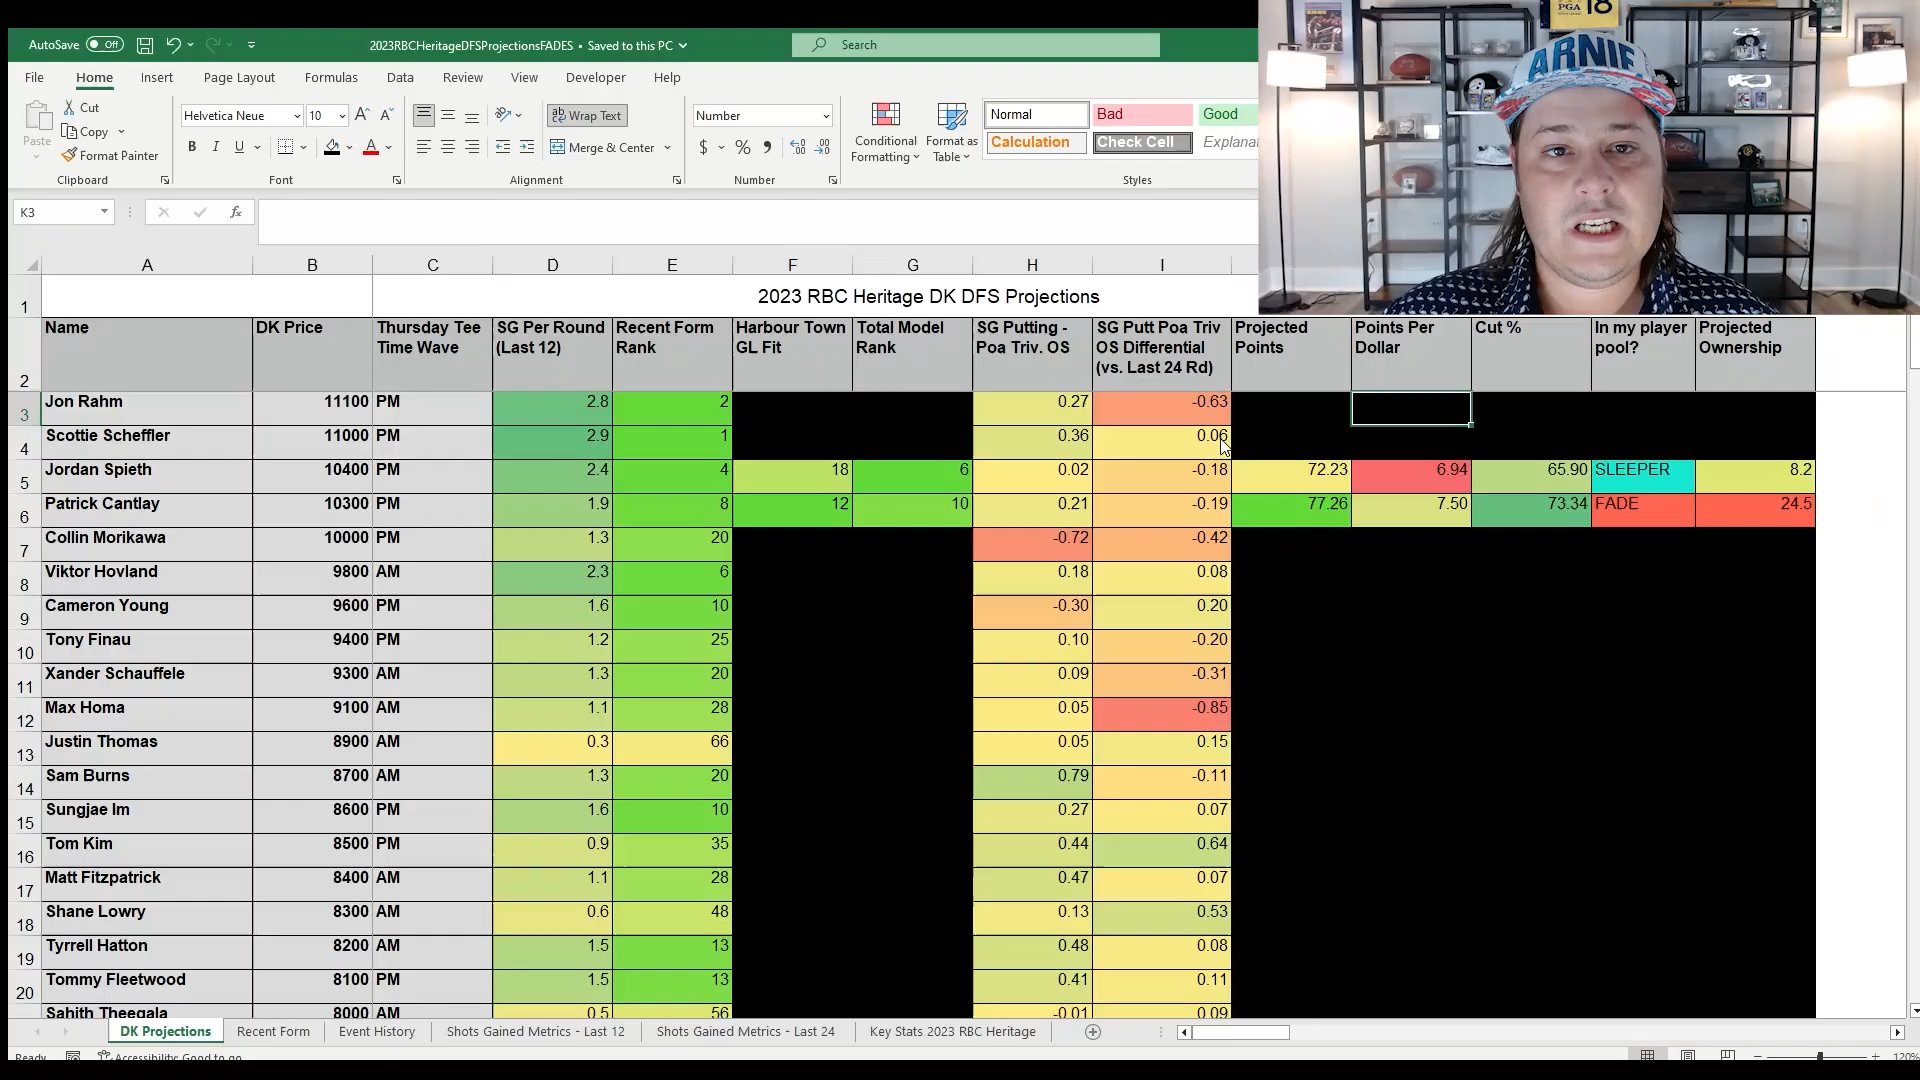 PGA 18
ARNIE
AutoSave Off 2023RBCHeritageDFSProjectionsFADES • Saved to this PC Search
File Home Insert Page Layout Formulas Data Review View Developer Help
Cut
Copy
Format Painter
Paste
Helvetica Neue 10
B I U A
Wrap Text
Merge & Center
Number
$ %
Conditional Formatting
Format as Table
Normal Bad Good
Calculation Check Cell Explana
Clipboard Font Alignment Number Styles
K3 fx
A B C D E F G H I
1 2023 RBC Heritage DK DFS Projections
2 Name DK Price Thursday Tee Time Wave SG Per Round (Last 12) Recent Form Rank Harbour Town GL Fit Total Model Rank SG Putting - Poa Triv. OS SG Putt Poa Triv OS Differential (vs. Last 24 Rd) Projected Points Points Per Dollar Cut % In my player pool? Projected Ownership
3 Jon Rahm 11100 PM 2.8 2 0.27 -0.63
4 Scottie Scheffler 11000 PM 2.9 1 0.36 0.06
5 Jordan Spieth 10400 PM 2.4 4 18 6 0.02 -0.18 72.23 6.94 65.90 SLEEPER 8.2
6 Patrick Cantlay 10300 PM 1.9 8 12 10 0.21 -0.19 77.26 7.50 73.34 FADE 24.5
7 Collin Morikawa 10000 PM 1.3 20 -0.72 -0.42
8 Viktor Hovland 9800 AM 2.3 6 0.18 0.08
9 Cameron Young 9600 PM 1.6 10 -0.30 0.20
10 Tony Finau 9400 PM 1.2 25 0.10 -0.20
11 Xander Schauffele 9300 AM 1.3 20 0.09 -0.31
12 Max Homa 9100 AM 1.1 28 0.05 -0.85
13 Justin Thomas 8900 AM 0.3 66 0.05 0.15
14 Sam Burns 8700 AM 1.3 20 0.79 -0.11
15 Sungjae Im 8600 PM 1.6 10 0.27 0.07
16 Tom Kim 8500 PM 0.9 35 0.44 0.64
17 Matt Fitzpatrick 8400 AM 1.1 28 0.47 0.07
18 Shane Lowry 8300 AM 0.6 48 0.13 0.53
19 Tyrrell Hatton 8200 AM 1.5 13 0.48 0.08
20 Tommy Fleetwood 8100 PM 1.5 13 0.41 0.11
Sahith Theegala 8000 AM 0.5 56 -0.01 0.09
DK Projections Recent Form Event History Shots Gained Metrics - Last 12 Shots Gained Metrics - Last 24 Key Stats 2023 RBC Heritage
Ready Accessibility: Good to go 120%